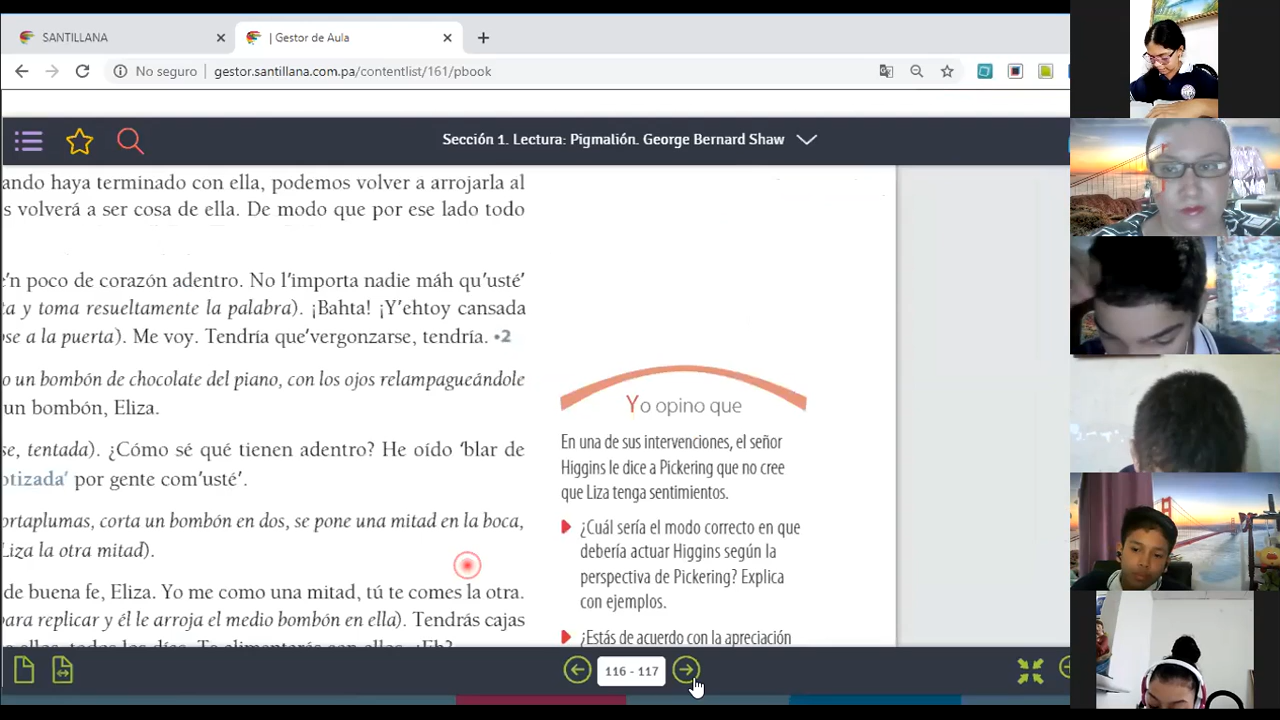 SANTILLANA
| Gestor de Aula
No seguro
gestor.santillana.com.pa/contentlist/161/pbook
Sección 1. Lectura: Pigmalión. George Bernard Shaw
ando haya terminado con ella, podemos volver a arrojarla al
s volverá a ser cosa de ella. De modo que por ese lado todo
e'n poco de corazón adentro. No l'importa nadie máh qu'usté'
ta y toma resueltamente la palabra). ¡Bahta! ¡Y'ehtoy cansada
ose a la puerta). Me voy. Tendría que'vergonzarse, tendría. •2
o un bombón de chocolate del piano, con los ojos relampagueándole
un bombón, Eliza.
se, tentada). ¿Cómo sé qué tienen adentro? He oído 'blar de
otizada' por gente com'usté'.
ortaplumas, corta un bombón en dos, se pone una mitad en la boca,
Liza la otra mitad).
de buena fe, Eliza. Yo me como una mitad, tú te comes la otra.
para replicar y él le arroja el medio bombón en ella). Tendrás cajas
Yo opino que
En una de sus intervenciones, el señor
Higgins le dice a Pickering que no cree
que Liza tenga sentimientos.
¿Cuál sería el modo correcto en que
debería actuar Higgins según la
perspectiva de Pickering? Explica
con ejemplos.
¿Estás de acuerdo con la apreciación
116 - 117